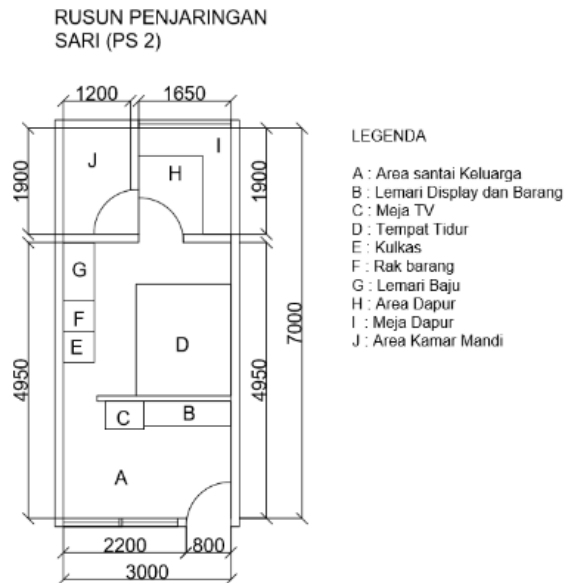 RUSUN PENJARINGAN
SARI (PS 2)
1200
1650
J
I
H
1900
1900
G
F
E
D
4950
4950
7000
C
B
A
2200
800
3000
LEGENDA
A : Area santai Keluarga
B : Lemari Display dan Barang
C : Meja TV
D : Tempat Tidur
E : Kulkas
F : Rak barang
G : Lemari Baju
H : Area Dapur
I : Meja Dapur
J : Area Kamar Mandi